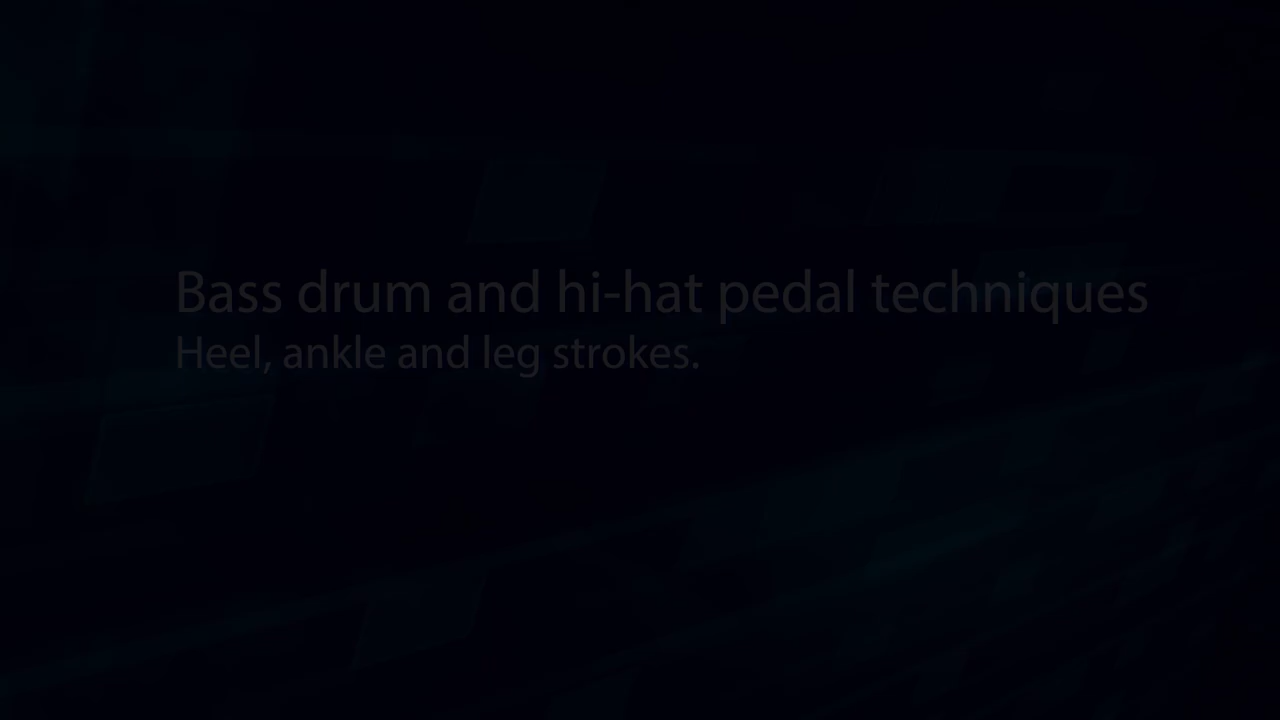 Bass drum and hi-hat pedal techniques
Heel, ankle and leg strokes.